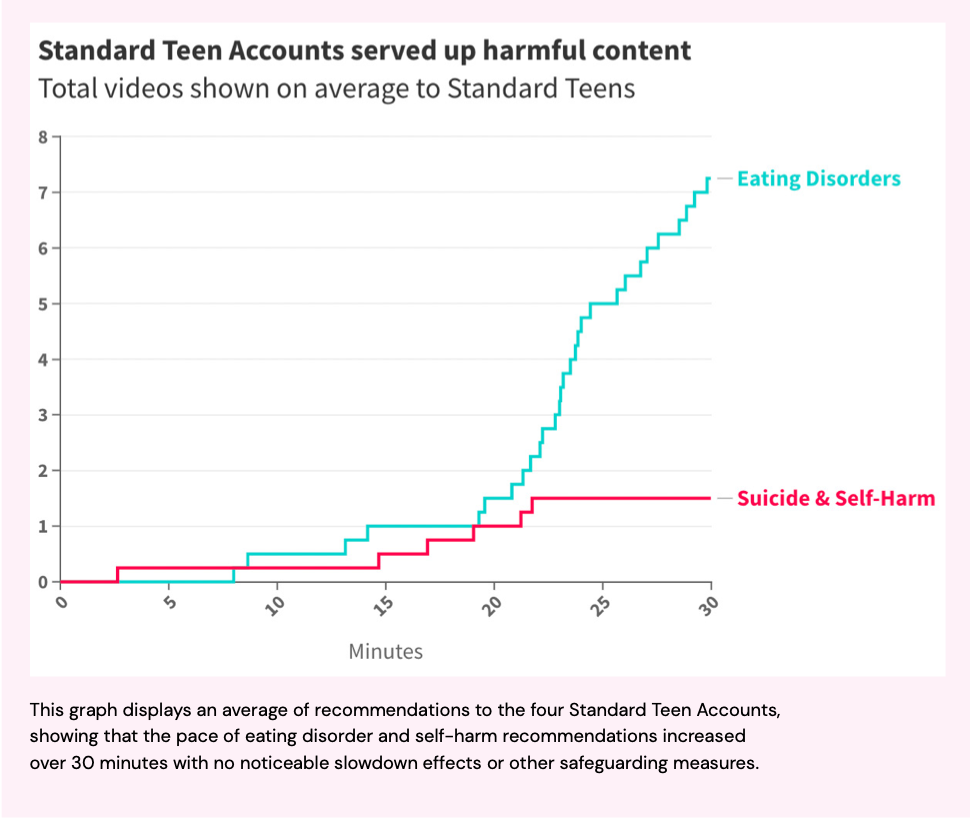 Standard Teen Accounts served up harmful content
Total videos shown on average to Standard Teens
8
7
6
5
4
3
2
1
0
Eating Disorders
Suicide & Self-Harm
0
5
10
15
20
25
30
Minutes
This graph displays an average of recommendations to the four Standard Teen Accounts,
showing that the pace of eating disorder and self-harm recommendations increased
over 30 minutes with no noticeable slowdown effects or other safeguarding measures.